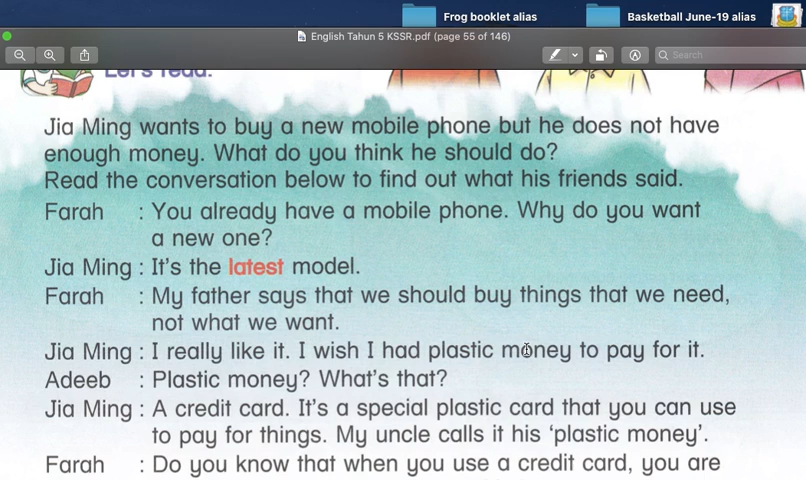 Frog booklet alias
Basketball June-19 alias
English Tahun 5 KSSR.pdf (page 55 of 146)
Search
Let's read.
Jia Ming wants to buy a new mobile phone but he does not have
enough money. What do you think he should do?
Read the conversation below to find out what his friends said.
Farah : You already have a mobile phone. Why do you want
a new one?
Jia Ming : It's the latest model.
Farah : My father says that we should buy things that we need,
not what we want.
Jia Ming : I really like it. I wish I had plastic money to pay for it.
Adeeb : Plastic money? What's that?
Jia Ming : A credit card. It's a special plastic card that you can use
to pay for things. My uncle calls it his 'plastic money'.
Farah : Do you know that when you use a credit card, you are